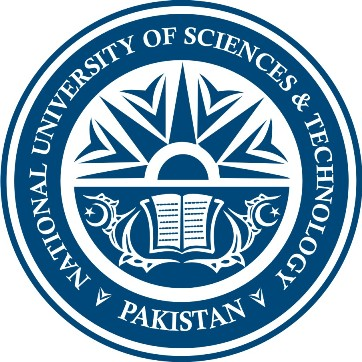 NATIONAL UNIVERSITY OF SCIENCES & TECHNOLOGY
PAKISTAN